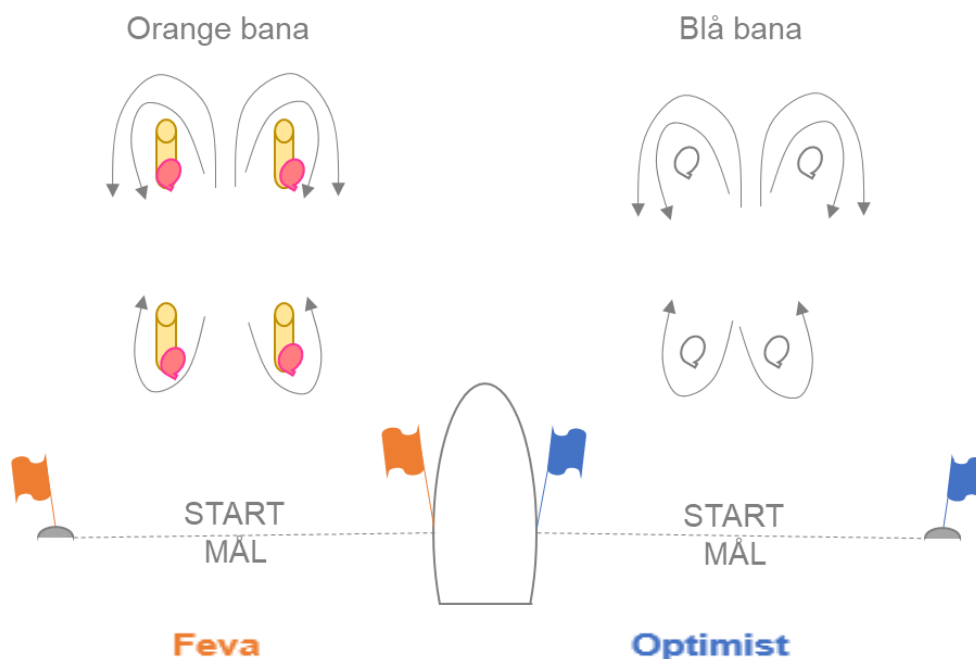 Orange bana
Blå bana
START
MÅL
START
MÅL
Feva
Optimist